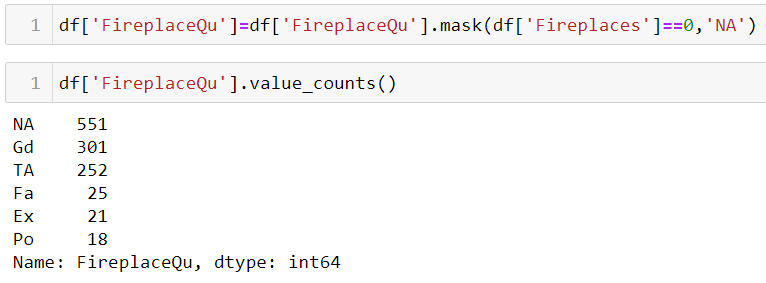 1 df['FireplaceQu']=df['FireplaceQu'].mask(df['Fireplaces']==0,'NA')
1 df['FireplaceQu'].value_counts()
NA    551
Gd    301
TA    252
Fa     25
Ex     21
Po     18
Name: FireplaceQu, dtype: int64